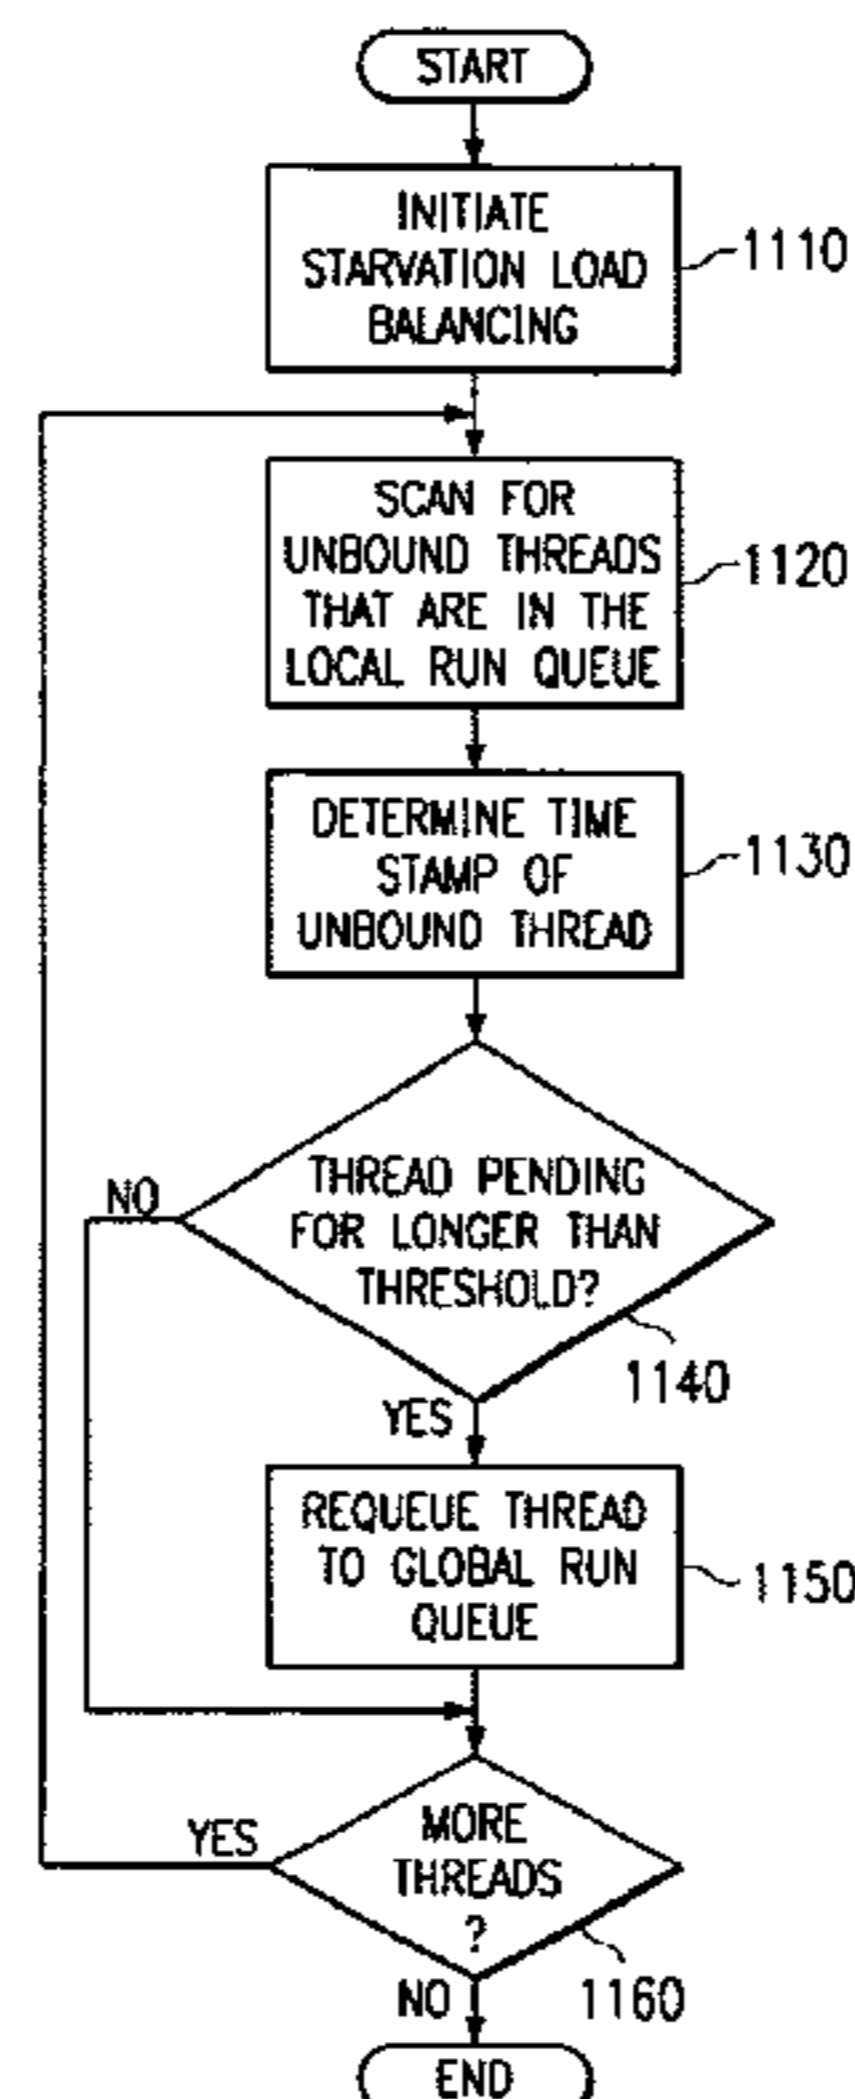 START
INITIATE
STARVATION LOAD
BALANCING
1110
SCAN FOR
UNBOUND THREADS
THAT ARE IN THE
LOCAL RUN QUEUE
1120
DETERMINE TIME
STAMP OF
UNBOUND THREAD
1130
NO
THREAD PENDING
FOR LONGER THAN
THRESHOLD?
1140
YES
REQUEUE THREAD
TO GLOBAL RUN
QUEUE
1150
YES
MORE
THREADS
?
NO
1160
END